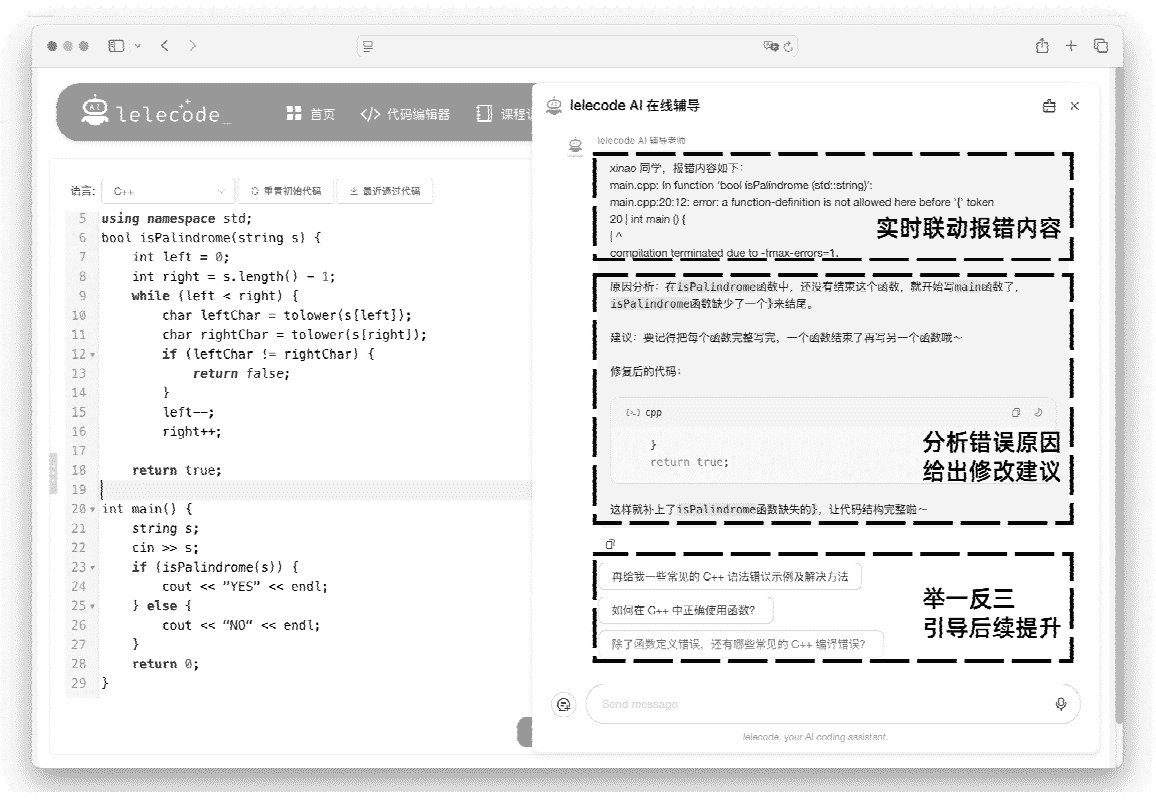 lelecode_
首页
代码编辑器
课程
语言: C++
重置初始代码
最近通过代码
5 using namespace std;
6 bool isPalindrome(string s) {
7 int left = 0;
8 int right = s.length() - 1;
9 while (left < right) {
10 char leftChar = tolower(s[left]);
11 char rightChar = tolower(s[right]);
12 if (leftChar != rightChar) {
13 return false;
14 }
15 left--;
16 right++;
17
18 return true;
19
20 int main() {
21 string s;
22 cin >> s;
23 if (isPalindrome(s)) {
24 cout << "YES" << endl;
25 } else {
26 cout << "NO" << endl;
27 }
28 return 0;
29 }
lelecode AI 在线辅导
lelecode AI 辅导老师
xinao 同学，报错内容如下：
main.cpp: In function 'bool isPalindrome (std::string)':
main.cpp:20:12: error: a function-definition is not allowed here before '{' token
20 | int main () {
| ^
compilation terminated due to -fmax-errors=1.
实时联动报错内容
原因分析：在isPalindrome函数中，还没有结束这个函数，就开始写main函数了，
isPalindrome函数缺少了一个}来结尾。
建议：要记得把每个函数完整写完，一个函数结束了再写另一个函数哦～
修复后的代码：
cpp
}
return true;
分析错误原因
给出修改建议
这样就补上了isPalindrome函数缺失的}，让代码结构完整啦～
再给我一些常见的 C++ 语法错误示例及解决方法
如何在 C++ 中正确使用函数？
除了函数定义错误，还有哪些常见的 C++ 编译错误？
举一反三
引导后续提升
Send message
lelecode, your AI coding assistant.